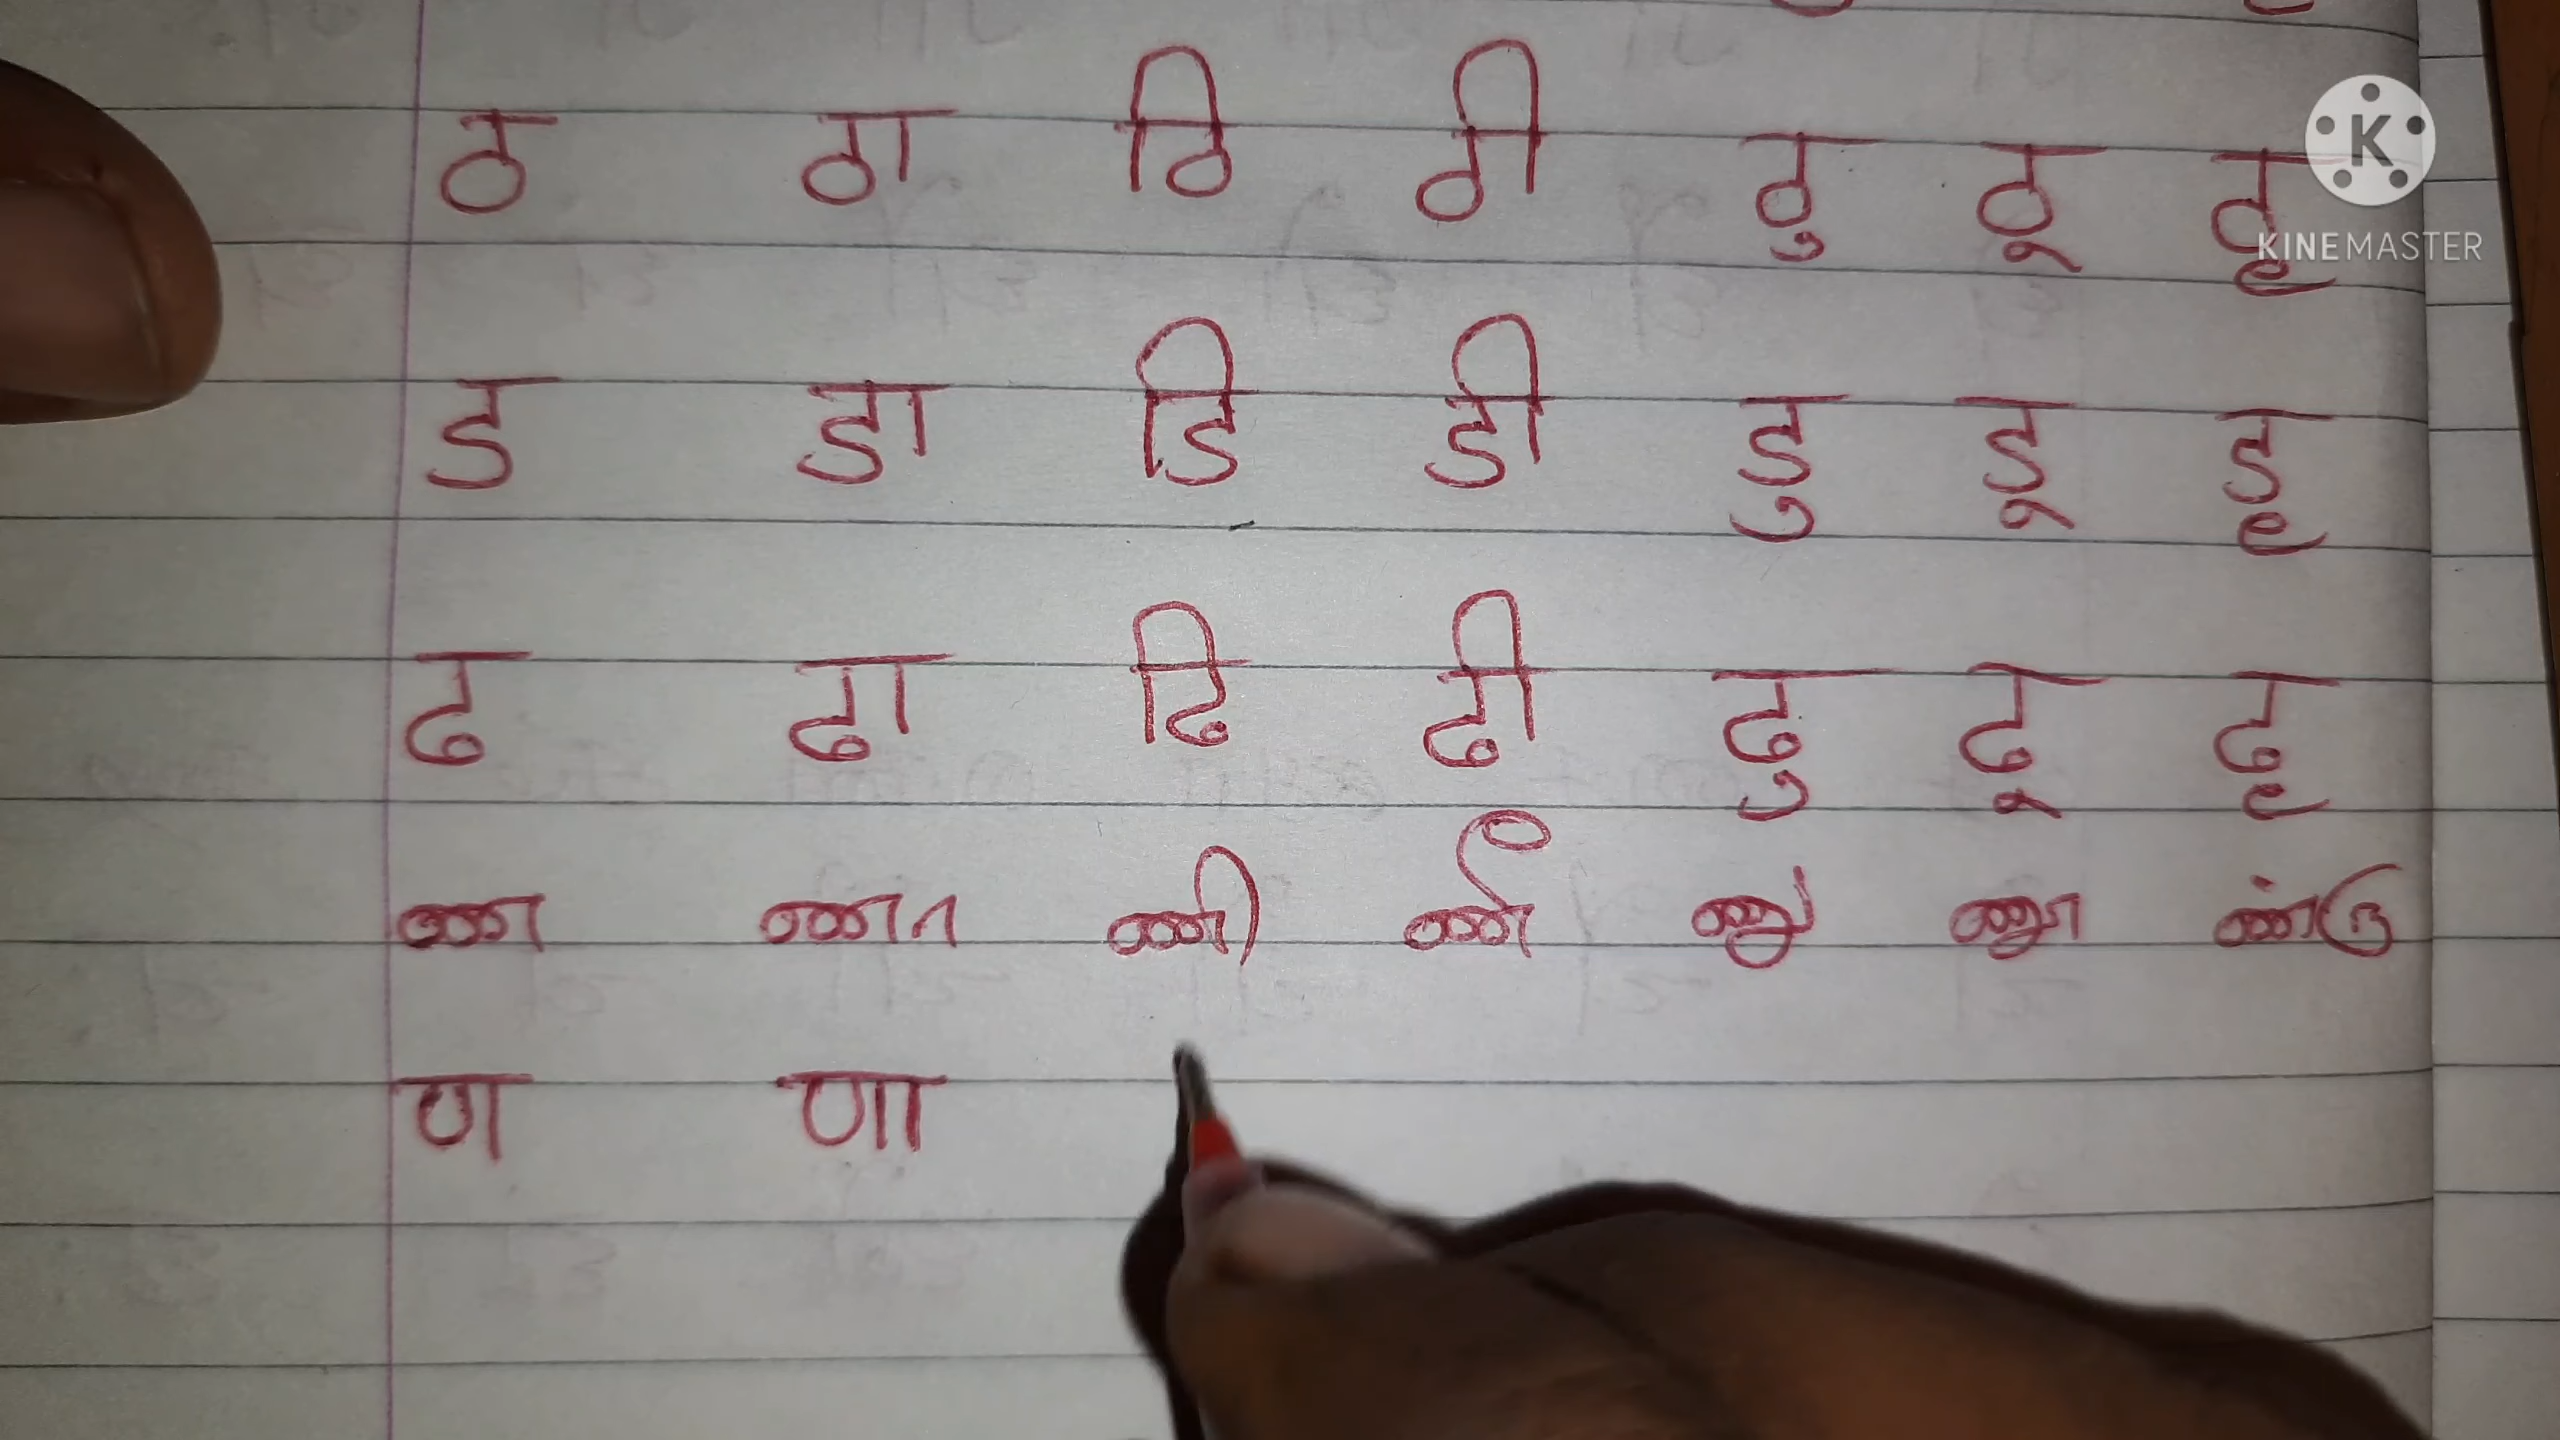 ठ ठा ठि ठी ठु ठू ठृ
K
KINEMASTER
ड डा डि डी डु डू डृ
ढ ढा ढि ढी ढु ढू ढृ
ண ணா ணி ணீ ணு ணூ ண்ரு
ण णा